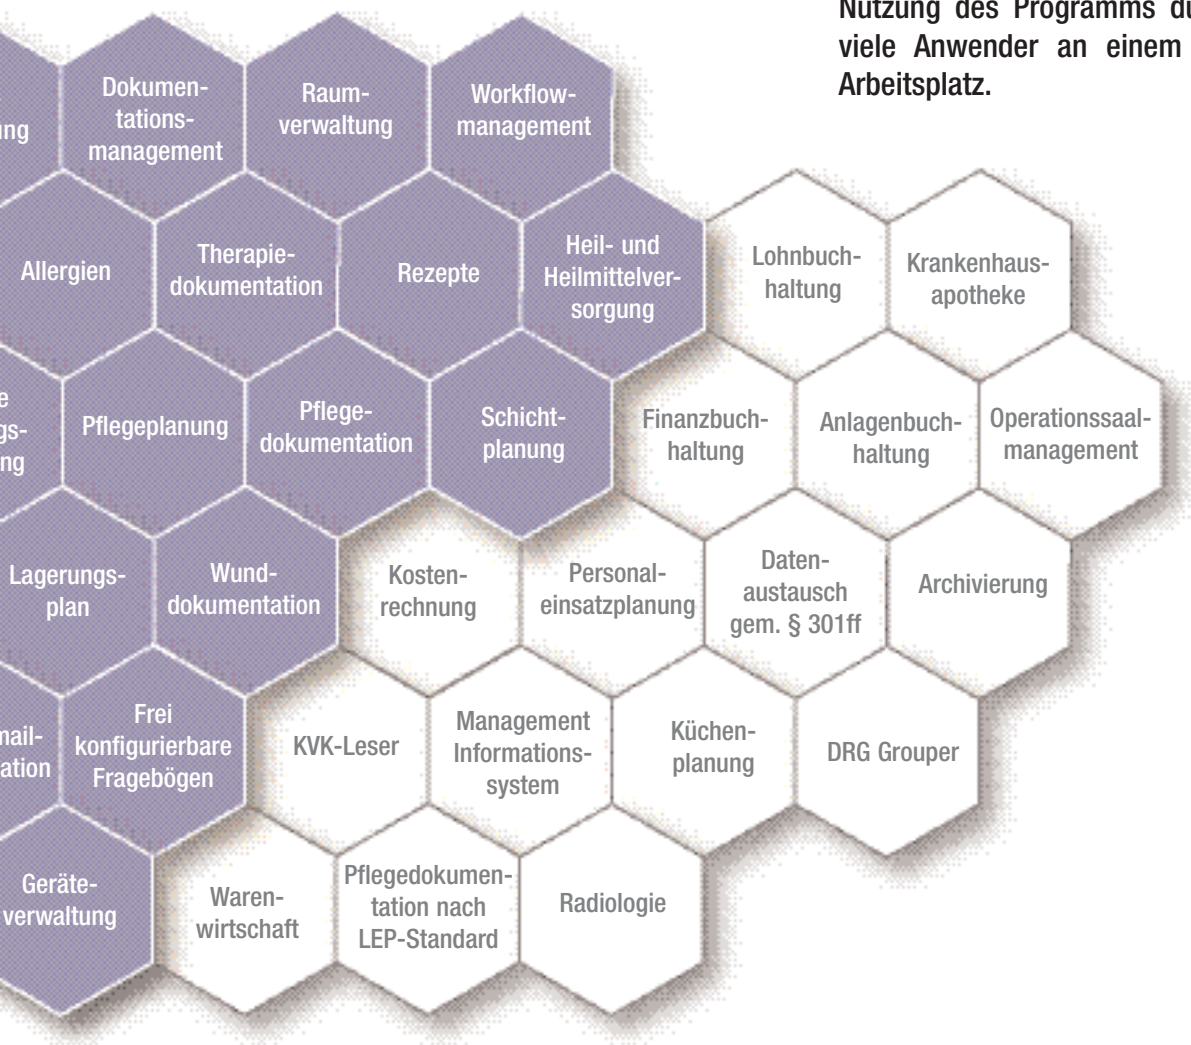 Nutzung des Programms
viele Anwender an einem
Arbeitsplatz.
Dokumen-
tations-
management
Raum-
verwaltung
Workflow-
management
Allergien
Therapie-
dokumentation
Rezepte
Heil- und
Heilmittelver-
sorgung
Lohnbuch-
haltung
Krankenhaus-
apotheke
Pflegeplanung
Pflege-
dokumentation
Schicht-
planung
Finanzbuch-
haltung
Anlagenbuch-
haltung
Operationssaal-
management
Lagerungs-
plan
Wund-
dokumentation
Kosten-
rechnung
Personal-
einsatzplanung
Daten-
austausch
gem. § 301ff
Archivierung
Frei
konfigurierbare
Fragebögen
KVK-Leser
Management
Informations-
system
Küchen-
planung
DRG Grouper
Geräte-
verwaltung
Waren-
wirtschaft
Pflegedokumen-
tation nach
LEP-Standard
Radiologie